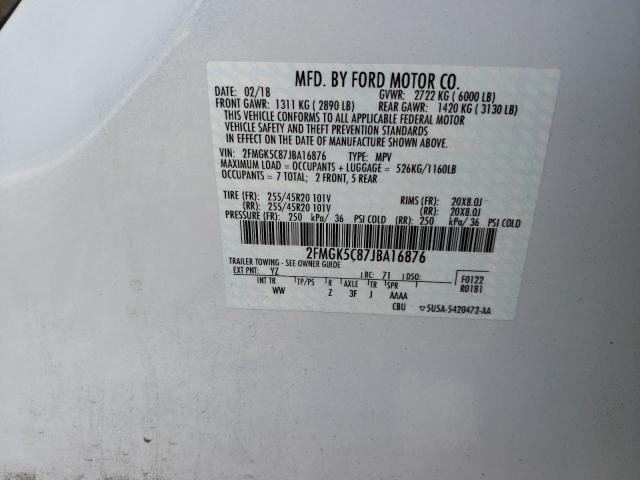 MFD. BY FORD MOTOR CO.
DATE: 02/18 GVWR: 2722 KG ( 6000 LB)
FRONT GAWR: 1311 KG ( 2890 LB) REAR GAWR: 1420 KG ( 3130 LB)
THIS VEHICLE CONFORMS TO ALL APPLICABLE FEDERAL MOTOR
VEHICLE SAFETY AND THEFT PREVENTION STANDARDS
IN EFFECT ON THE DATE OF MANUFACTURE SHOWN ABOVE.
VIN: 2FMGK5C87JBA16876 TYPE: MPV
MAXIMUM LOAD = OCCUPANTS + LUGGAGE = 526KG/1160LB
OCCUPANTS = 7 TOTAL; 2 FRONT, 5 REAR
TIRE (FR): 255/45R20 101V RIMS (FR): 20X8.0J
(RR): 255/45R20 101V (RR): 20X8.0J
PRESSURE (FR): 250 kPa/ 36 PSI COLD (RR): 250 kPa/ 36 PSI COLD
2FMGK5C87JBA16876
TRAILER TOWING - SEE OWNER GUIDE
EXT PNT: YZ RC: 71 DSO: F0122
INT TR TP/PS R AXLE TR SPR R0181
WW Z 3F J AAAA
CBU ▽5U5A-5420472-AA